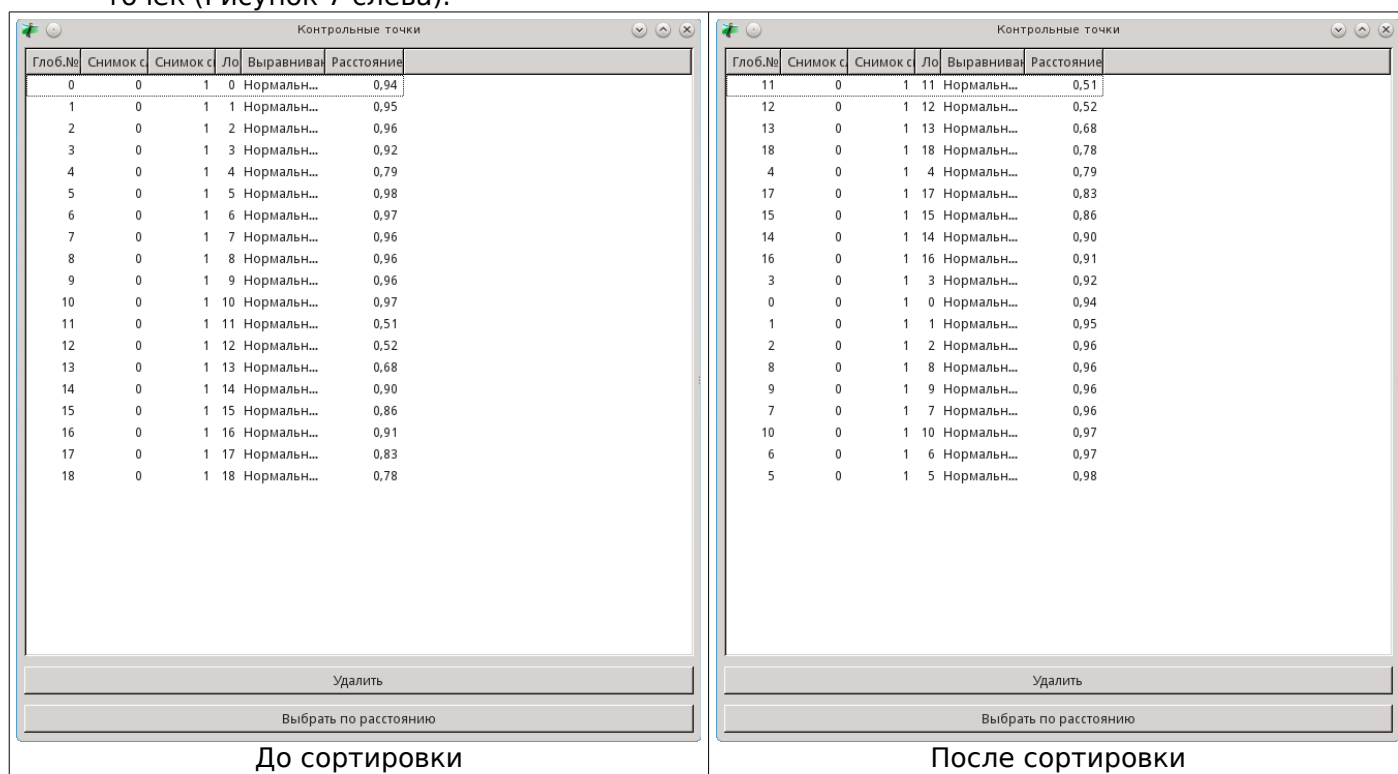 точек (Рисунок 7 слева).
Контрольные точки
Глоб.№ Снимок с. Снимок с Ло Выравниван Расстояние
0 0 1 0 Нормальн... 0,94
1 0 1 1 Нормальн... 0,95
2 0 1 2 Нормальн... 0,96
3 0 1 3 Нормальн... 0,92
4 0 1 4 Нормальн... 0,79
5 0 1 5 Нормальн... 0,98
6 0 1 6 Нормальн... 0,97
7 0 1 7 Нормальн... 0,96
8 0 1 8 Нормальн... 0,96
9 0 1 9 Нормальн... 0,96
10 0 1 10 Нормальн... 0,97
11 0 1 11 Нормальн... 0,51
12 0 1 12 Нормальн... 0,52
13 0 1 13 Нормальн... 0,68
14 0 1 14 Нормальн... 0,90
15 0 1 15 Нормальн... 0,86
16 0 1 16 Нормальн... 0,91
17 0 1 17 Нормальн... 0,83
18 0 1 18 Нормальн... 0,78
Удалить
Выбрать по расстоянию
До сортировки
Контрольные точки
Глоб.№ Снимок с. Снимок с Ло Выравниван Расстояние
11 0 1 11 Нормальн... 0,51
12 0 1 12 Нормальн... 0,52
13 0 1 13 Нормальн... 0,68
18 0 1 18 Нормальн... 0,78
4 0 1 4 Нормальн... 0,79
17 0 1 17 Нормальн... 0,83
15 0 1 15 Нормальн... 0,86
14 0 1 14 Нормальн... 0,90
16 0 1 16 Нормальн... 0,91
3 0 1 3 Нормальн... 0,92
0 0 1 0 Нормальн... 0,94
1 0 1 1 Нормальн... 0,95
2 0 1 2 Нормальн... 0,96
8 0 1 8 Нормальн... 0,96
9 0 1 9 Нормальн... 0,96
7 0 1 7 Нормальн... 0,96
10 0 1 10 Нормальн... 0,97
6 0 1 6 Нормальн... 0,97
5 0 1 5 Нормальн... 0,98
Удалить
Выбрать по расстоянию
После сортировки